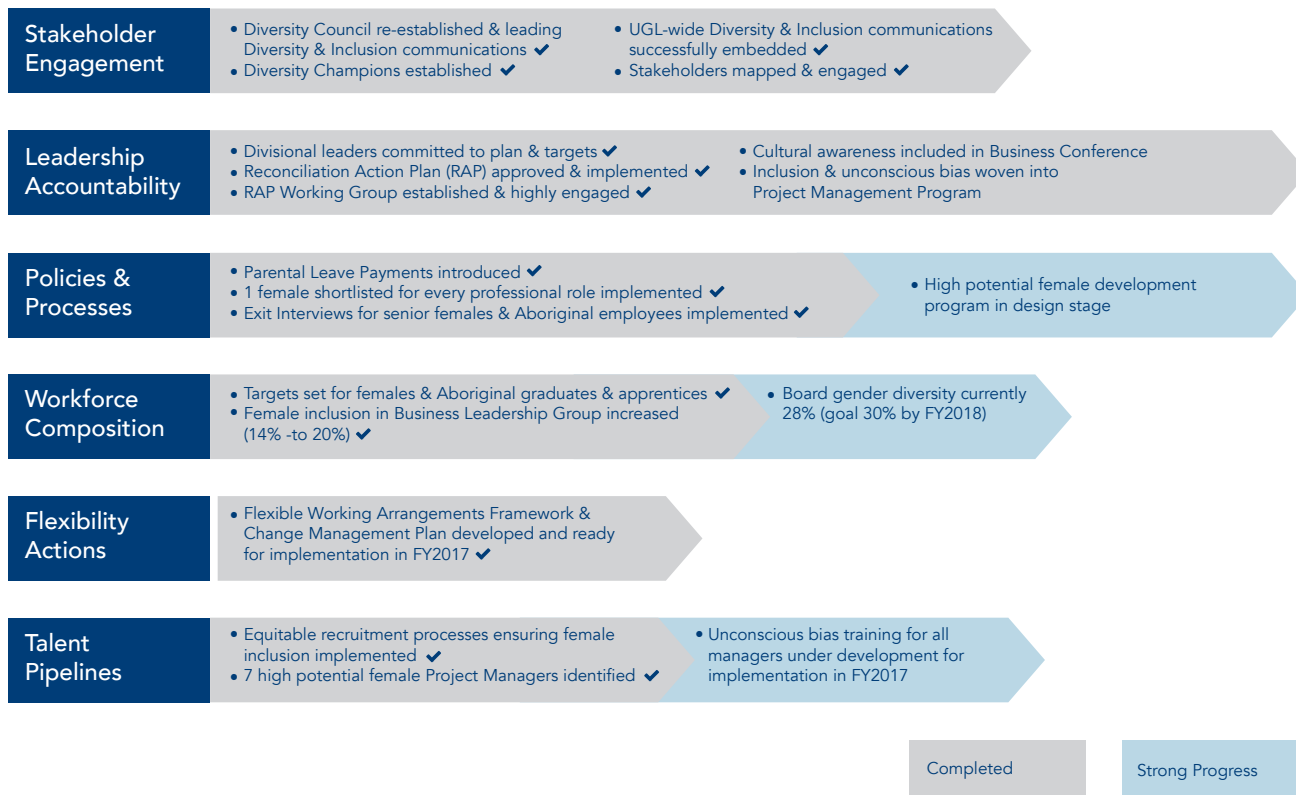 Stakeholder
Engagement
• Diversity Council re-established & leading
Diversity & Inclusion communications ✔
• Diversity Champions established ✔
• UGL-wide Diversity & Inclusion communications
successfully embedded ✔
• Stakeholders mapped & engaged ✔
Leadership
Accountability
• Divisional leaders committed to plan & targets ✔
• Reconciliation Action Plan (RAP) approved & implemented ✔
• RAP Working Group established & highly engaged ✔
• Cultural awareness included in Business Conference
• Inclusion & unconscious bias woven into
Project Management Program
Policies &
Processes
• Parental Leave Payments introduced ✔
• 1 female shortlisted for every professional role implemented ✔
• Exit Interviews for senior females & Aboriginal employees implemented ✔
• High potential female development
program in design stage
Workforce
Composition
• Targets set for females & Aboriginal graduates & apprentices ✔
• Female inclusion in Business Leadership Group increased
(14% -to 20%) ✔
• Board gender diversity currently
28% (goal 30% by FY2018)
Flexibility
Actions
• Flexible Working Arrangements Framework &
Change Management Plan developed and ready
for implementation in FY2017 ✔
Talent
Pipelines
• Equitable recruitment processes ensuring female
inclusion implemented ✔
• 7 high potential female Project Managers identified ✔
• Unconscious bias training for all
managers under development for
implementation in FY2017
Completed
Strong Progress